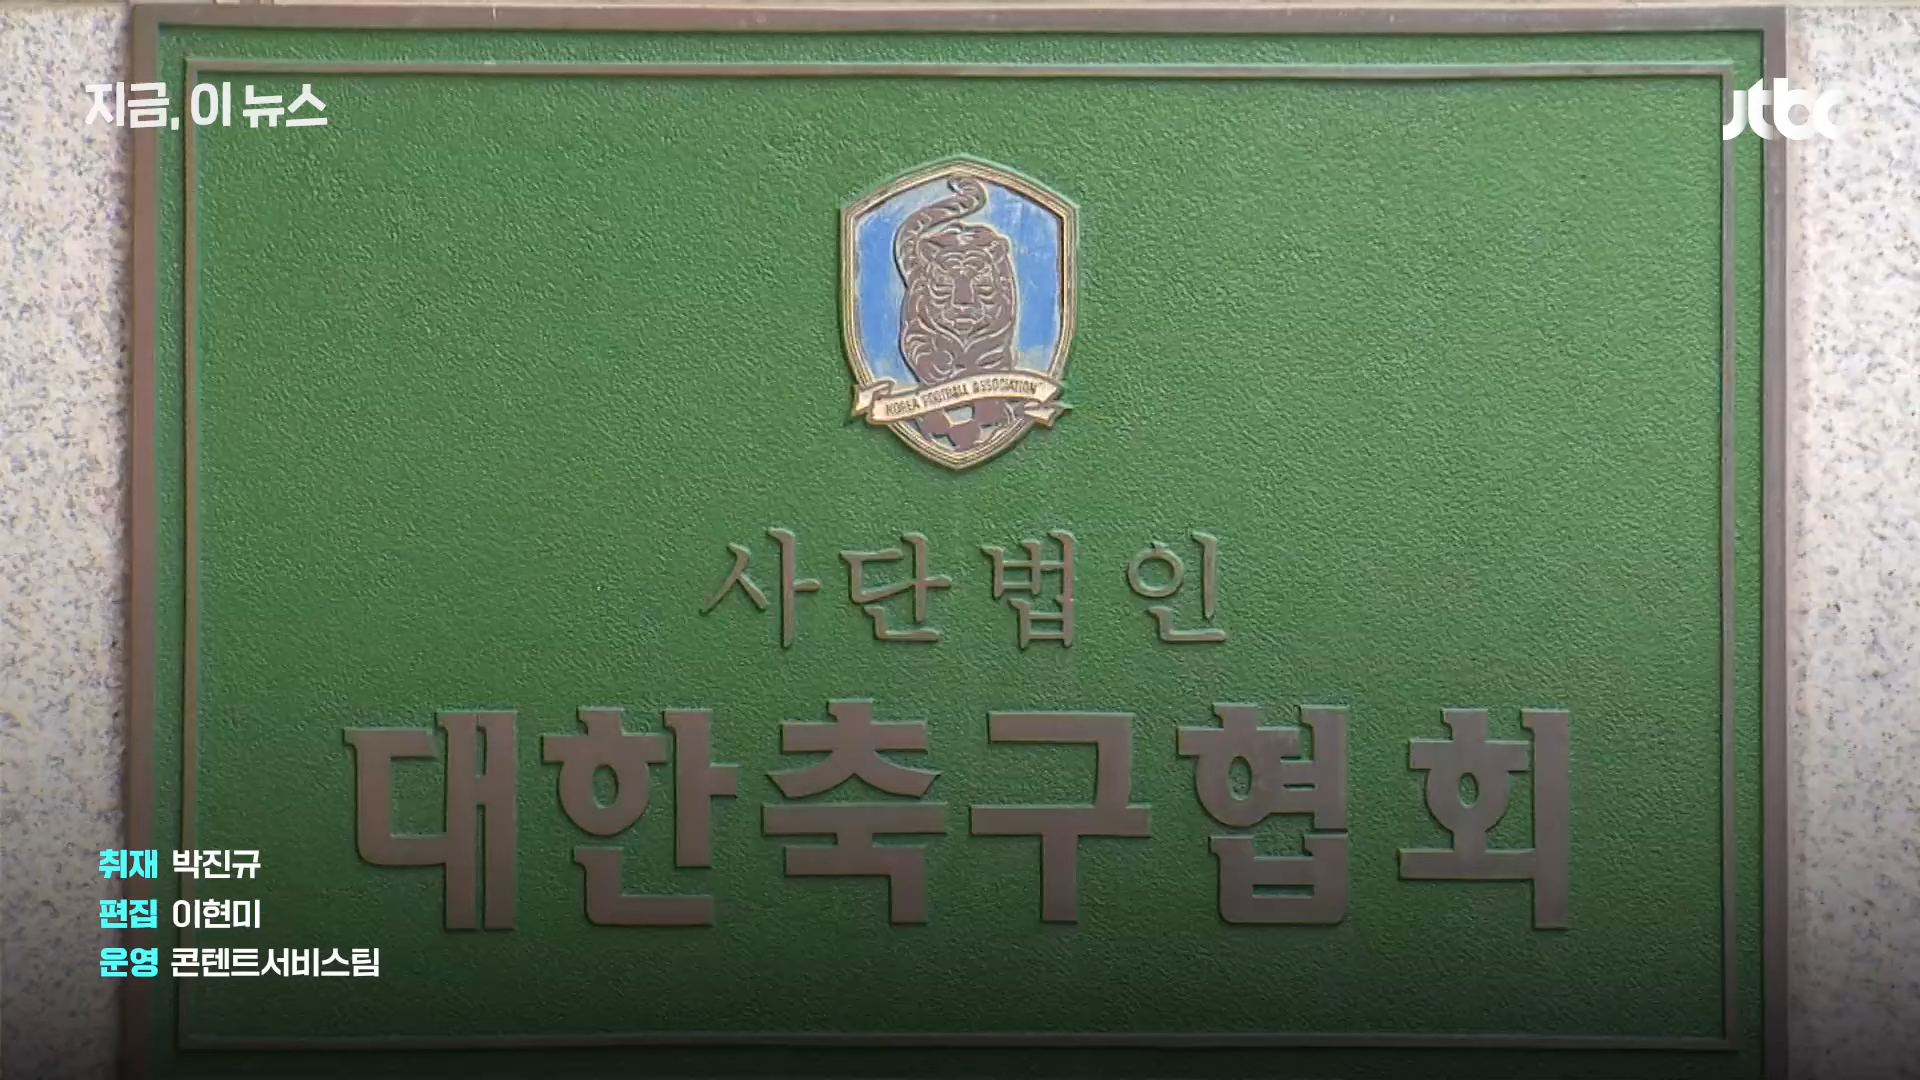 지금, 이 뉴스
jtbc
KOREA FOOTBALL ASSOCIATION
사단법인
대한축구협회
취재 박진규
편집 이현미
운영 콘텐트서비스팀